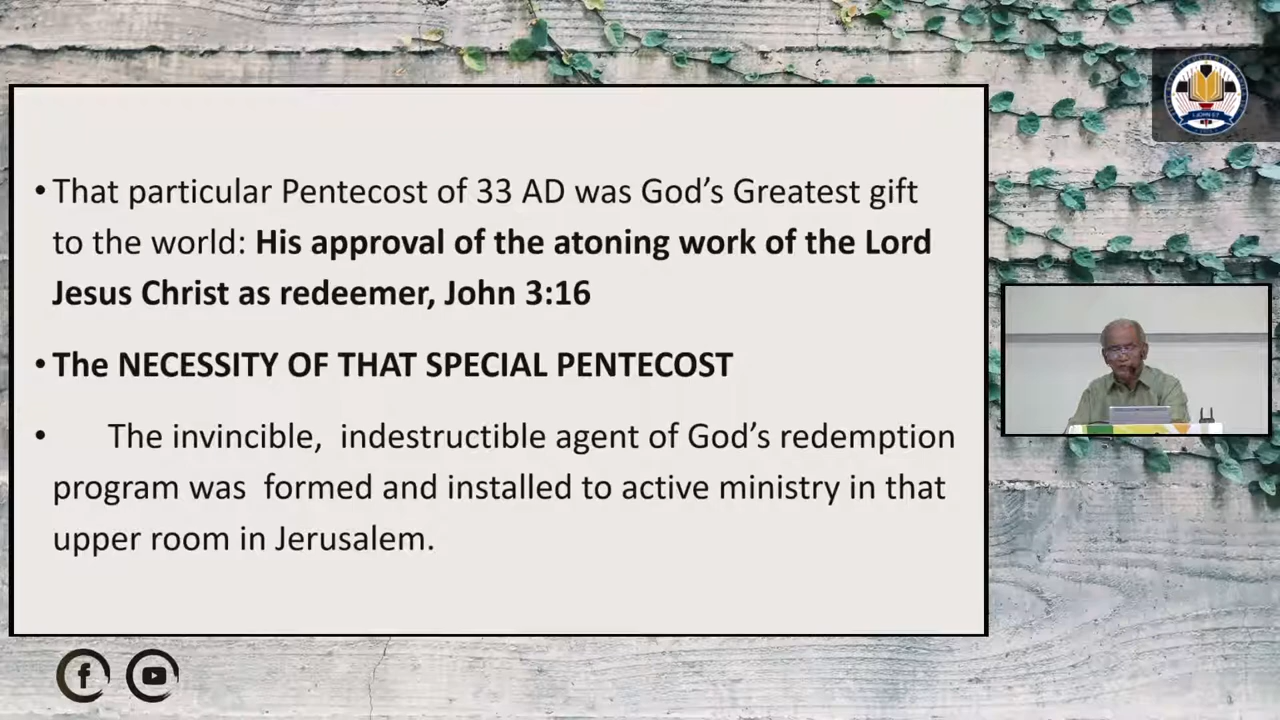 • That particular Pentecost of 33 AD was God’s Greatest gift
to the world: His approval of the atoning work of the Lord
Jesus Christ as redeemer, John 3:16
• The NECESSITY OF THAT SPECIAL PENTECOST
• The invincible,  indestructible agent of God’s redemption
program was  formed and installed to active ministry in that
upper room in Jerusalem.